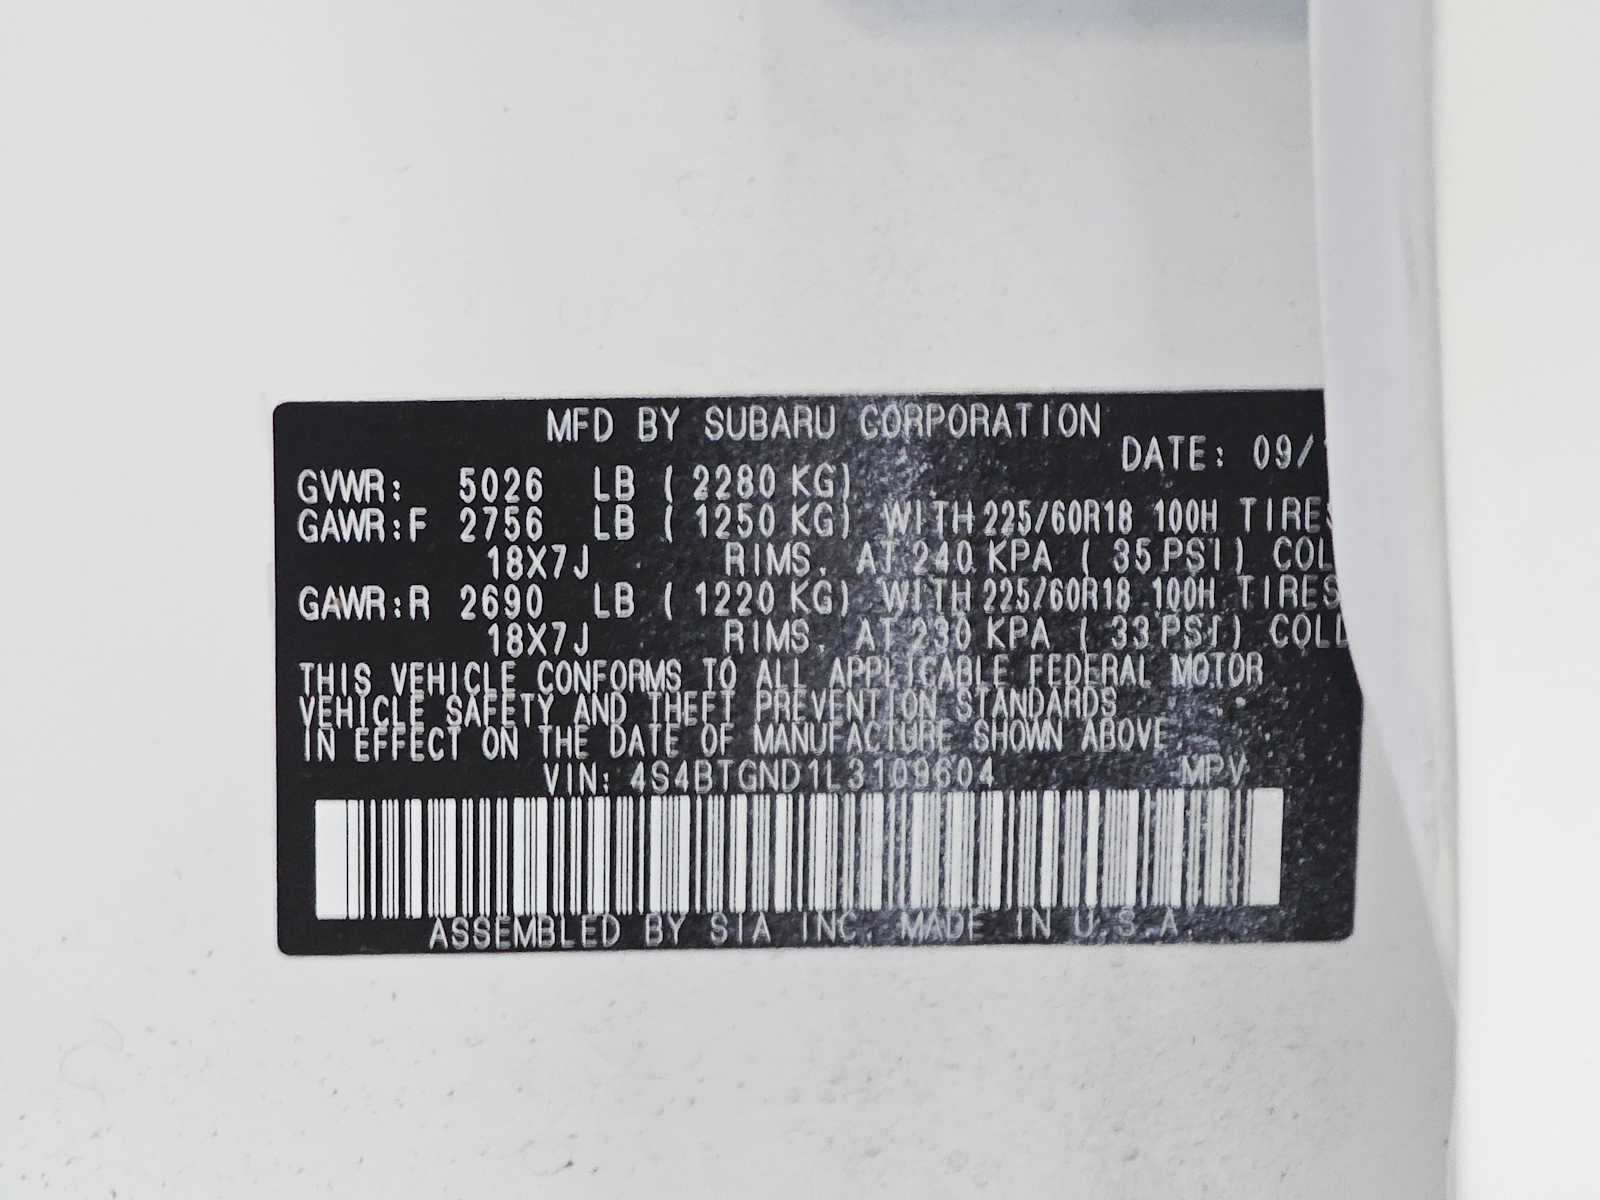 MFD BY SUBARU CORPORATION
DATE: 09/
GVWR: 5026 LB ( 2280 KG)
GAWR:F 2756 LB ( 1250 KG) WITH 225/60R18 100H TIRES
18X7J RIMS. AT 240 KPA ( 35 PSI) COL
GAWR:R 2690 LB ( 1220 KG) WITH 225/60R18 100H TIRES
18X7J RIMS. AT 230 KPA ( 33 PSI) COLD
THIS VEHICLE CONFORMS TO ALL APPLICABLE FEDERAL MOTOR
VEHICLE SAFETY AND THEFT PREVENTION STANDARDS
IN EFFECT ON THE DATE OF MANUFACTURE SHOWN ABOVE.
VIN: 4S4BTGND1L3109604 MPV
ASSEMBLED BY SIA INC. MADE IN U.S.A.